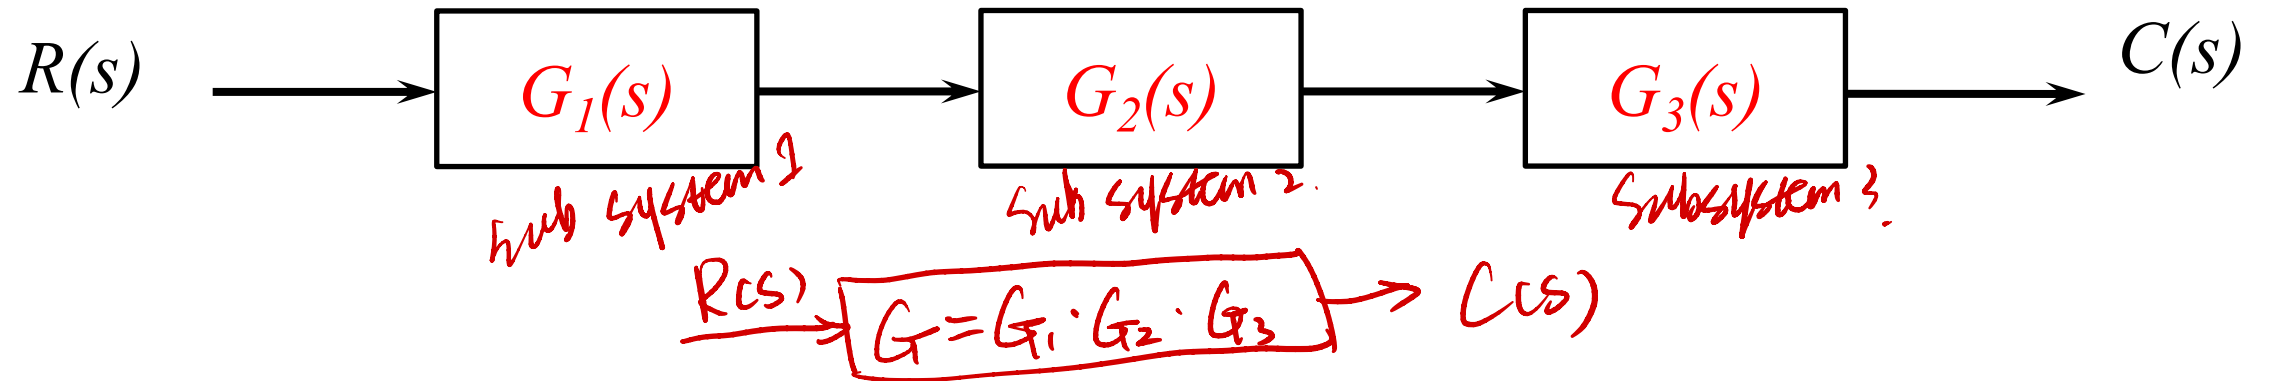 R(s) G₁(s) G₂(s) G₃(s) C(s)
sub system 1 sub system 2. subsystem 3.
R(s) G = G₁ · G₂ · G₃ C(s)